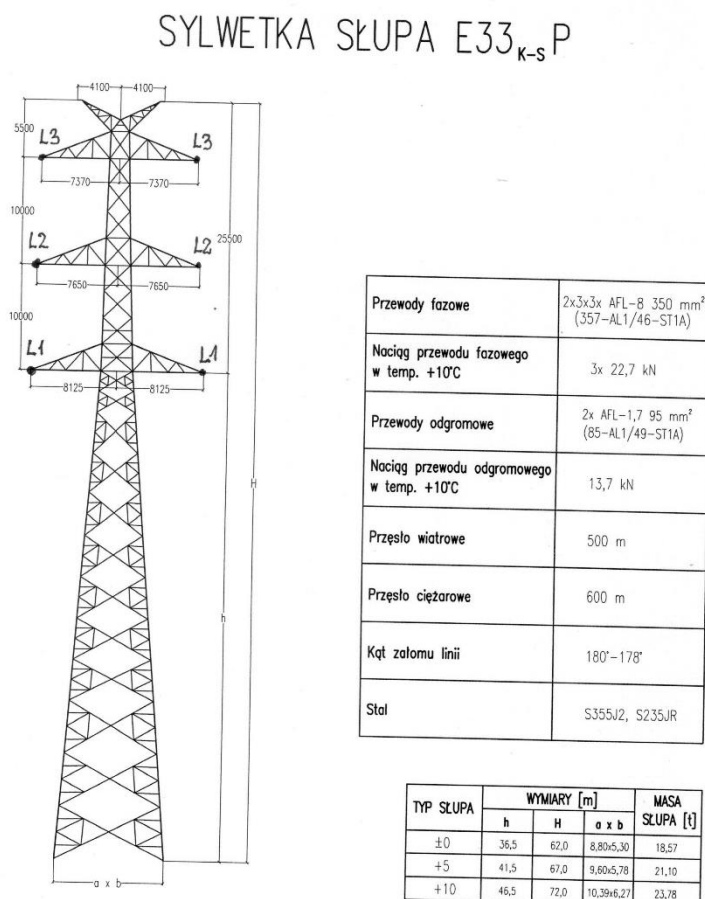 SYLWETKA SŁUPA E33K-S P
4100 4100
5500
L3 L3
7370 7370
10000
25500
L2 L2
7650 7650
10000
L1 L1
8125 8125
H
h
a x b
Przewody fazowe 2x3x3x AFL-8 350 mm²
(357-AL1/46-ST1A)
Naciąg przewodu fazowego
w temp. +10°C 3x 22,7 kN
Przewody odgromowe 2x AFL-1,7 95 mm²
(85-AL1/49-ST1A)
Naciąg przewodu odgromowego
w temp. +10°C 13,7 kN
Przęsło wiatrowe 500 m
Przęsło ciężarowe 600 m
Kąt załomu linii 180°-178°
Stal S355J2, S235JR
TYP SŁUPA WYMIARY [m] MASA
SŁUPA [t]
h H a x b
±0 36,5 62,0 8,80x5,30 18,57
+5 41,5 67,0 9,60x5,78 21,10
+10 46,5 72,0 10,39x6,27 23,78